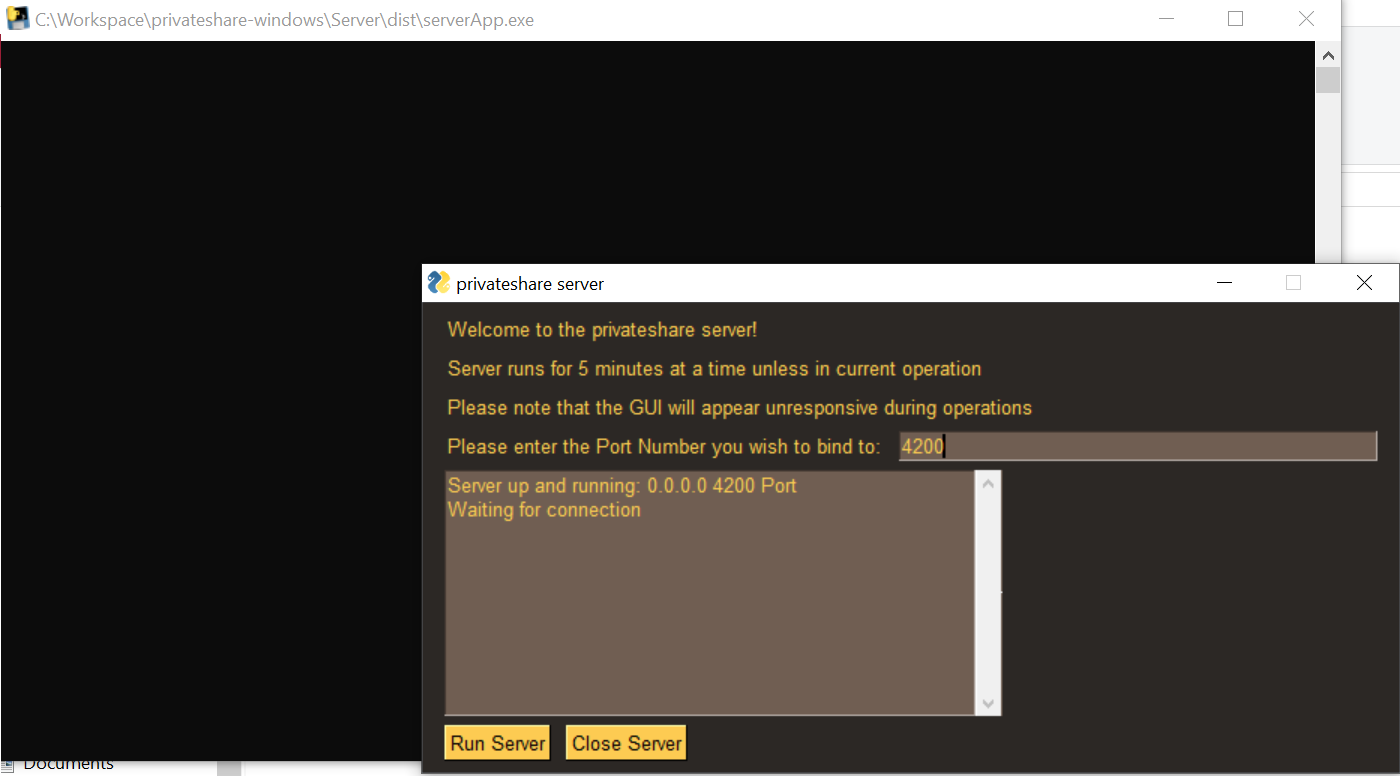 C:\Workspace\privateshare-windows\Server\dist\serverApp.exe
privateshare server
Welcome to the privateshare server!
Server runs for 5 minutes at a time unless in current operation
Please note that the GUI will appear unresponsive during operations
Please enter the Port Number you wish to bind to: 4200
Server up and running: 0.0.0.0 4200 Port
Waiting for connection
Run Server Close Server
Documents